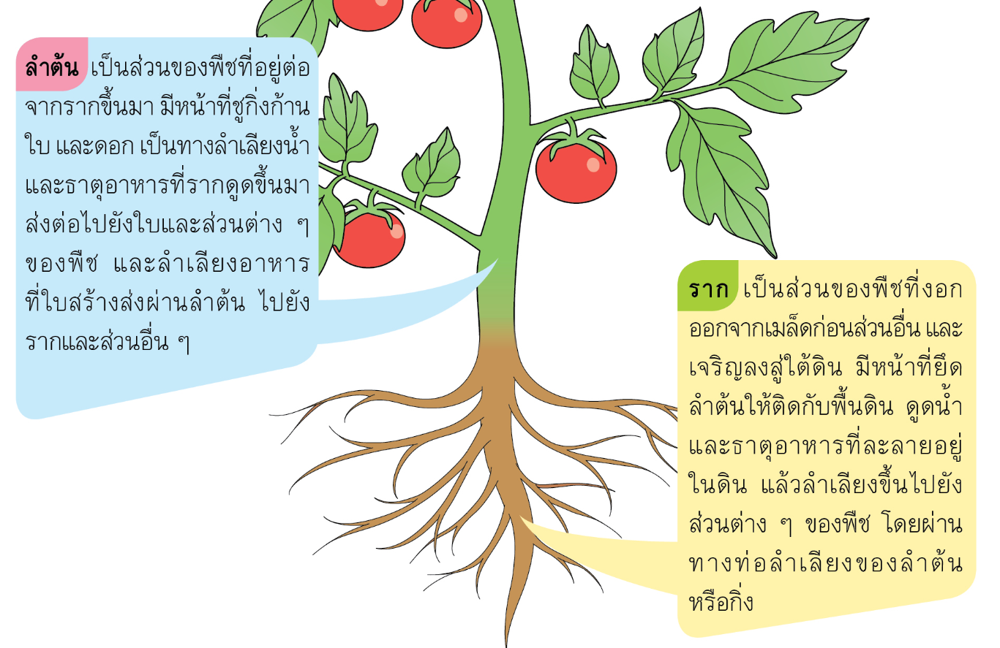 ลำต้น เป็นส่วนของพืชที่อยู่ต่อ
จากรากขึ้นมา มีหน้าที่ชูกิ่งก้าน
ใบ และดอก เป็นทางลำเลียงน้ำ
และธาตุอาหารที่รากดูดขึ้นมา
ส่งต่อไปยังใบและส่วนต่าง ๆ
ของพืช และลำเลียงอาหาร
ที่ใบสร้างส่งผ่านลำต้น ไปยัง
รากและส่วนอื่น ๆ
ราก เป็นส่วนของพืชที่งอก
ออกจากเมล็ดก่อนส่วนอื่น และ
เจริญลงสู่ใต้ดิน มีหน้าที่ยึด
ลำต้นให้ติดกับพื้นดิน ดูดน้ำ
และธาตุอาหารที่ละลายอยู่
ในดิน แล้วลำเลียงขึ้นไปยัง
ส่วนต่าง ๆ ของพืช โดยผ่าน
ทางท่อลำเลียงของลำต้น
หรือกิ่ง